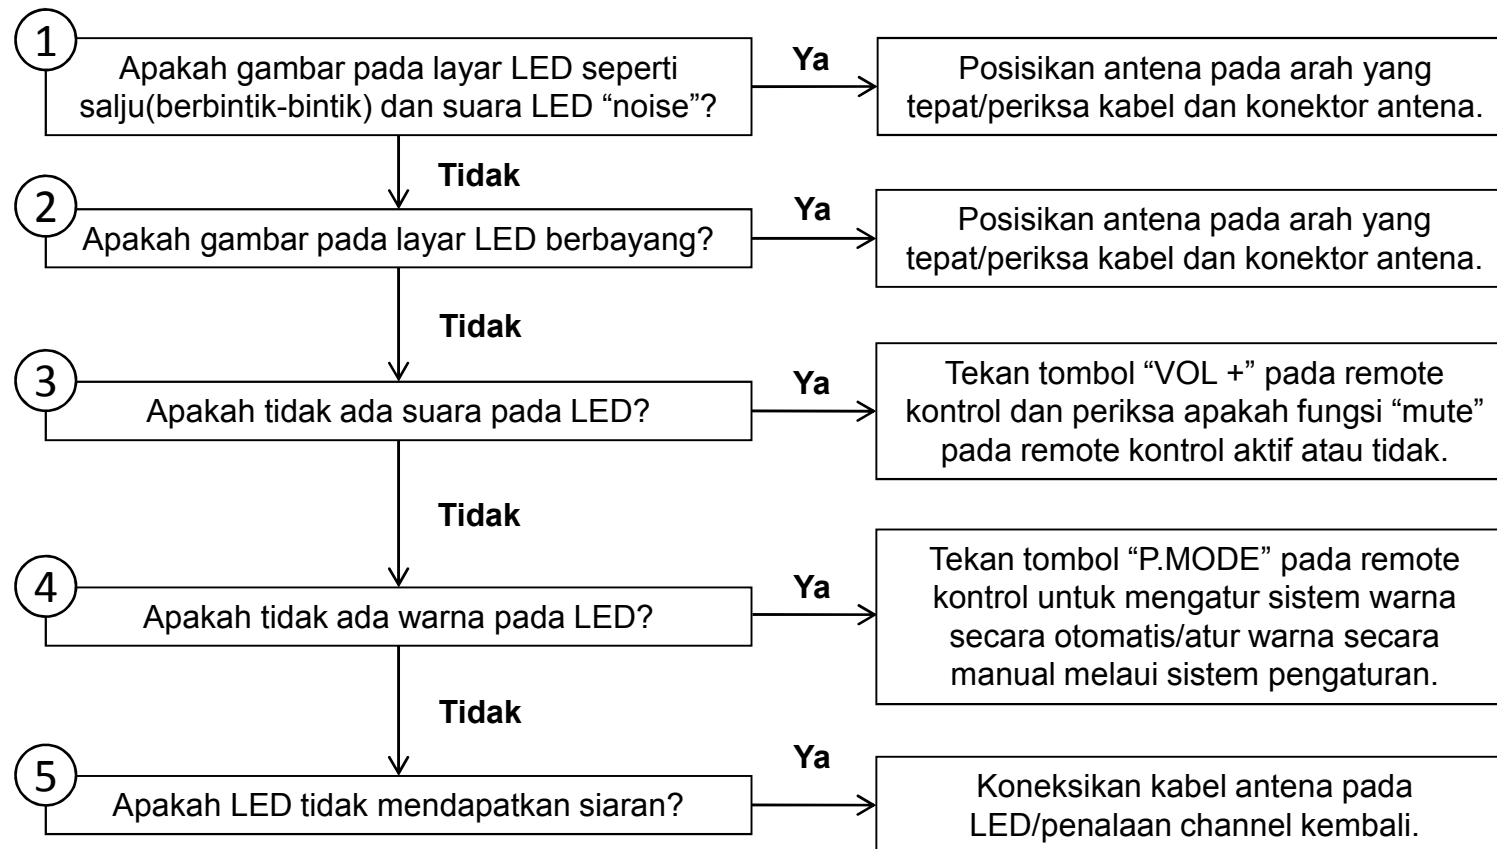 1
Apakah gambar pada layar LED seperti
salju(berbintik-bintik) dan suara LED “noise”?
Ya
Posisikan antena pada arah yang
tepat/periksa kabel dan konektor antena.
Tidak
2
Apakah gambar pada layar LED berbayang?
Ya
Posisikan antena pada arah yang
tepat/periksa kabel dan konektor antena.
Tidak
3
Apakah tidak ada suara pada LED?
Ya
Tekan tombol “VOL +” pada remote
kontrol dan periksa apakah fungsi “mute”
pada remote kontrol aktif atau tidak.
Tidak
4
Apakah tidak ada warna pada LED?
Ya
Tekan tombol “P.MODE” pada remote
kontrol untuk mengatur sistem warna
secara otomatis/atur warna secara
manual melaui sistem pengaturan.
Tidak
5
Apakah LED tidak mendapatkan siaran?
Ya
Koneksikan kabel antena pada
LED/penalaan channel kembali.